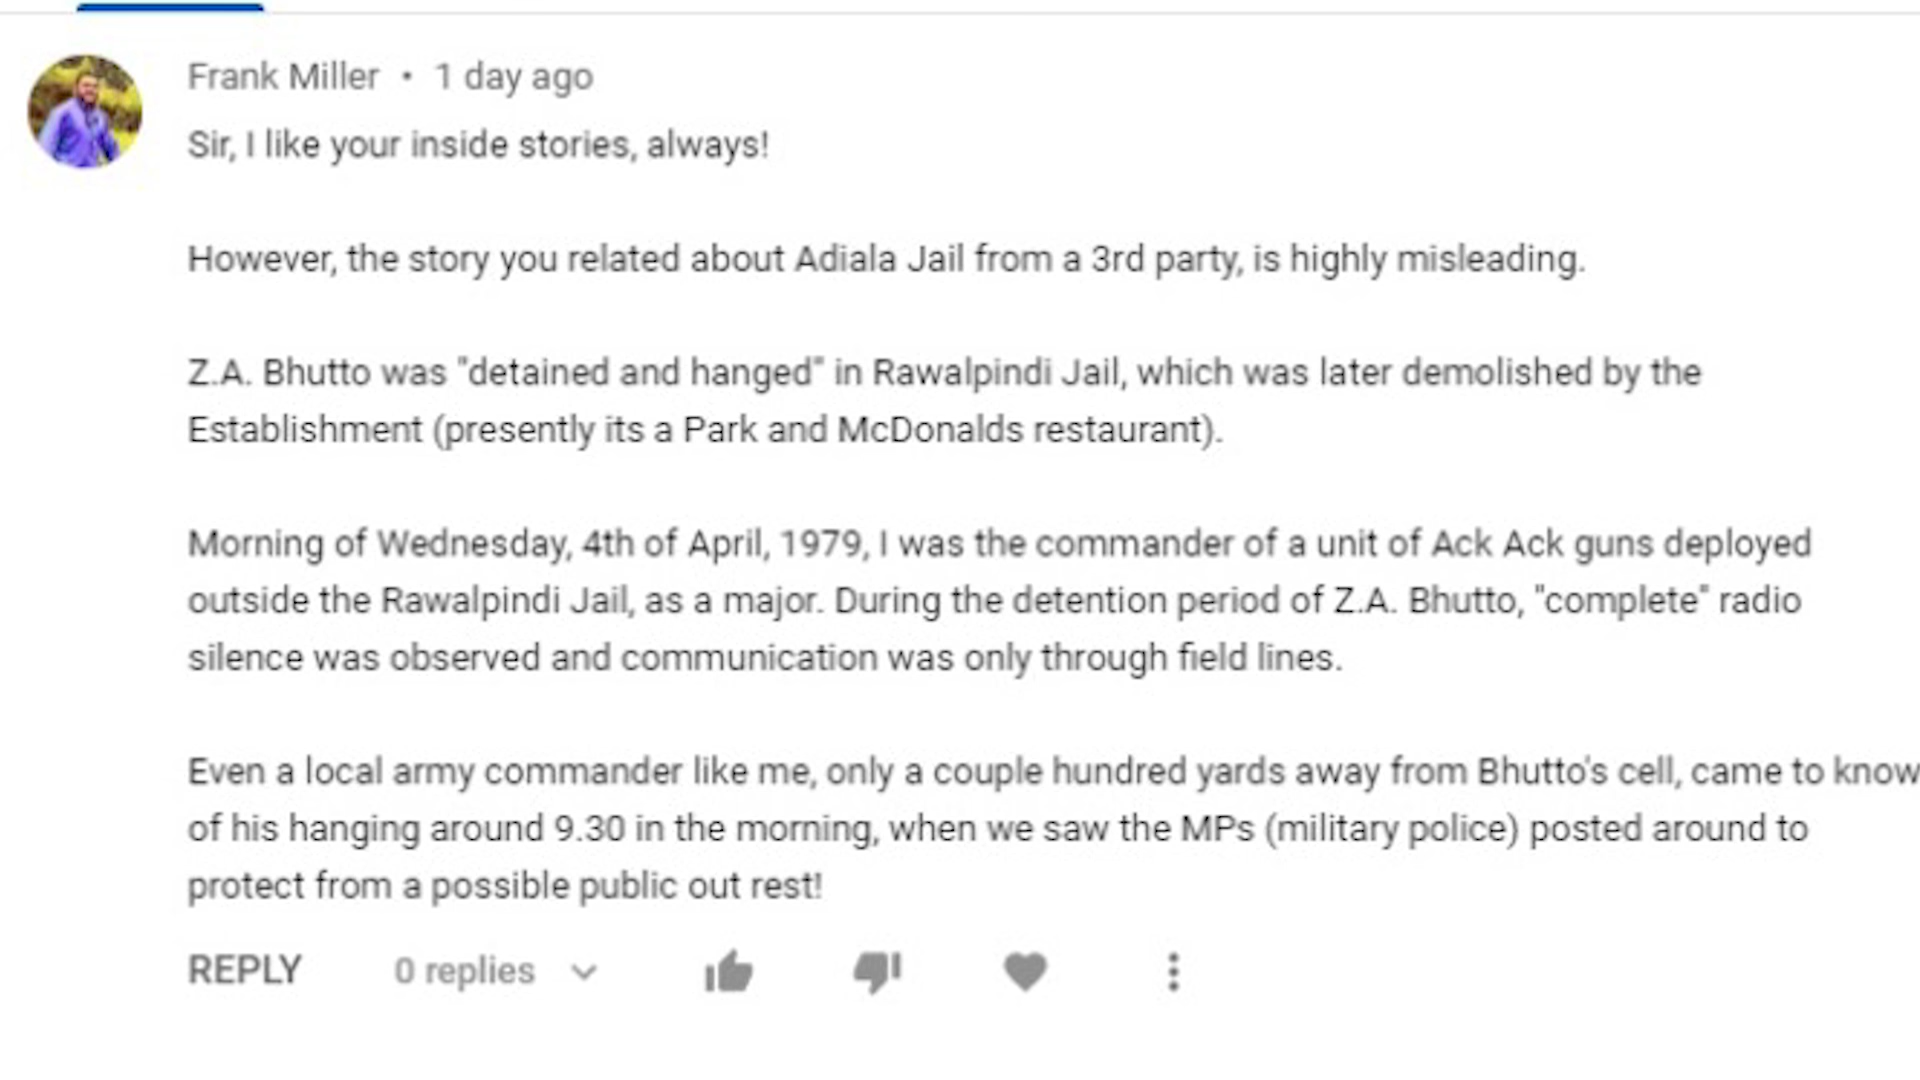 Frank Miller • 1 day ago
Sir, I like your inside stories, always!
However, the story you related about Adiala Jail from a 3rd party, is highly misleading.
Z.A. Bhutto was "detained and hanged" in Rawalpindi Jail, which was later demolished by the
Establishment (presently its a Park and McDonalds restaurant).
Morning of Wednesday, 4th of April, 1979, I was the commander of a unit of Ack Ack guns deployed
outside the Rawalpindi Jail, as a major. During the detention period of Z.A. Bhutto, "complete" radio
silence was observed and communication was only through field lines.
Even a local army commander like me, only a couple hundred yards away from Bhutto's cell, came to know
of his hanging around 9.30 in the morning, when we saw the MPs (military police) posted around to
protect from a possible public out rest!
REPLY 0 replies